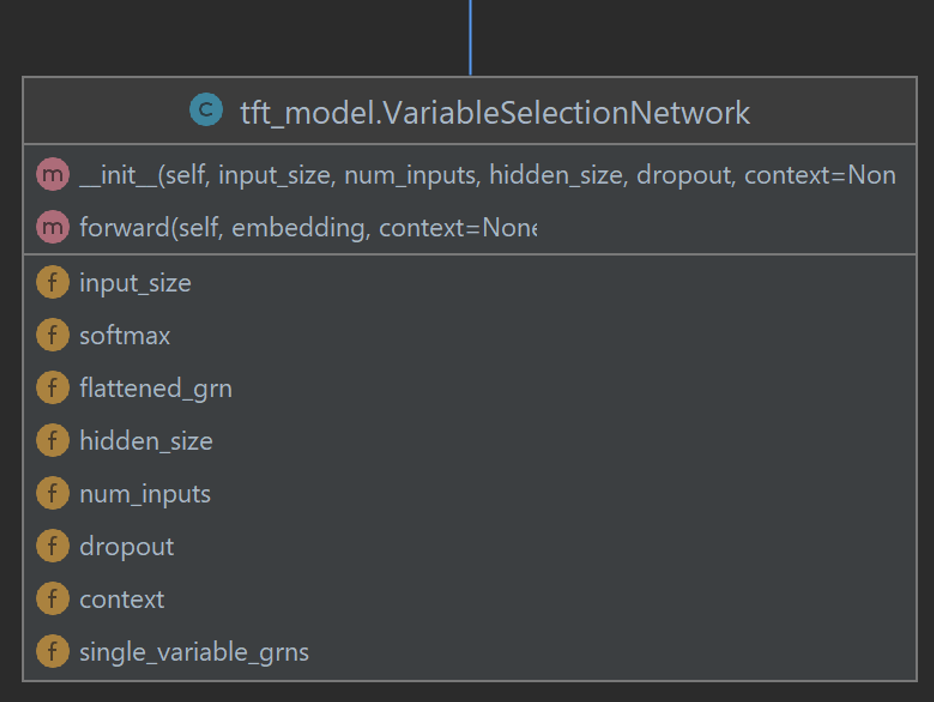 C tft_model.VariableSelectionNetwork
m __init__(self, input_size, num_inputs, hidden_size, dropout, context=Non
m forward(self, embedding, context=None
f input_size
f softmax
f flattened_grn
f hidden_size
f num_inputs
f dropout
f context
f single_variable_grns